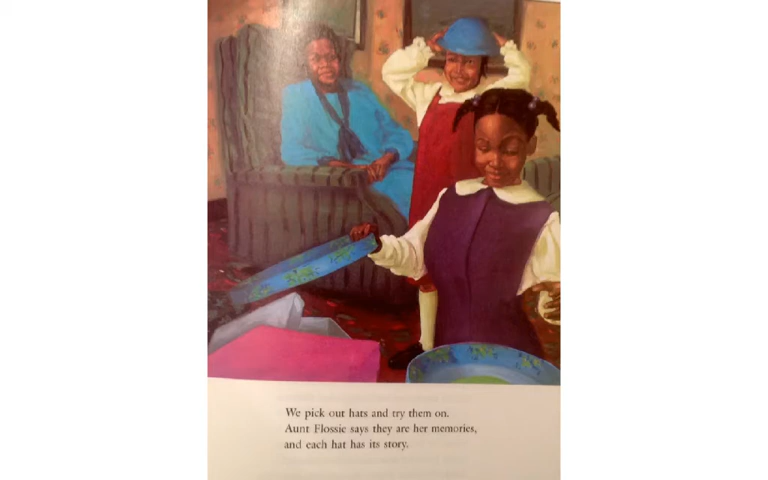 We pick out hats and try them on.
Aunt Flossie says they are her memories,
and each hat has its story.